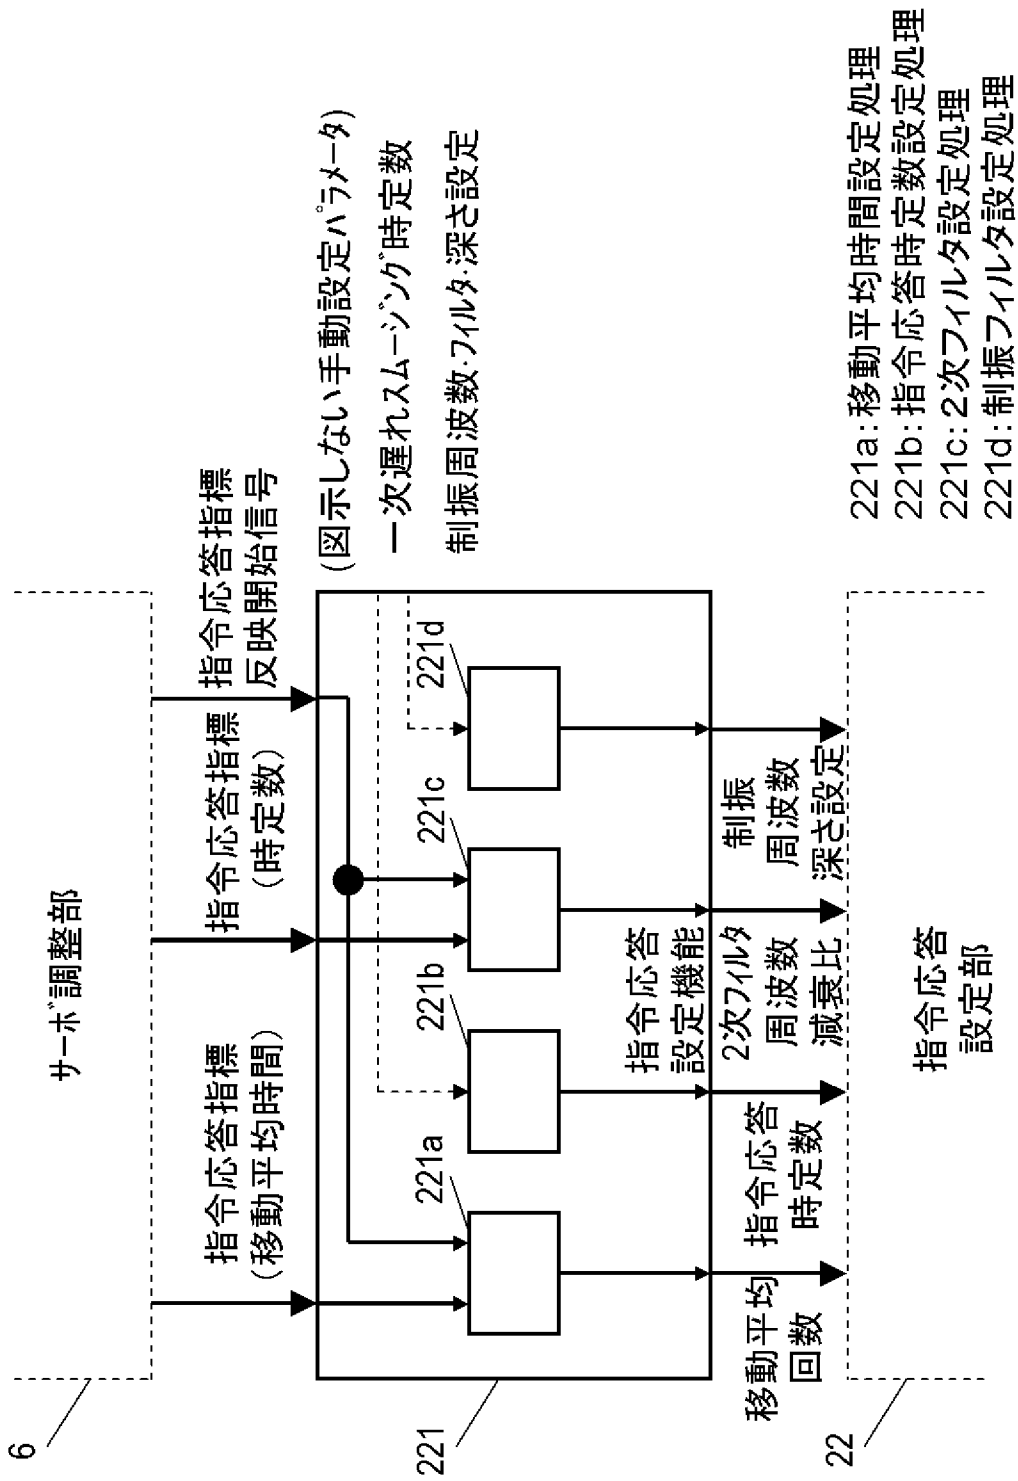 6
サーボ調整部
指令応答指標
(移動平均時間)
指令応答指標
(時定数)
指令応答指標
反映開始信号
(図示しない手動設定パラメータ)
一次遅れスムージング時定数
制振周波数・フィルタ・深さ設定
221
221a
221b
221c
221d
指令応答
設定機能
移動平均
回数
指令応答
時定数
2次フィルタ
周波数
減衰比
制振
周波数
深さ設定
22
指令応答
設定部
221a:移動平均時間設定処理
221b:指令応答時定数設定処理
221c:2次フィルタ設定処理
221d:制振フィルタ設定処理